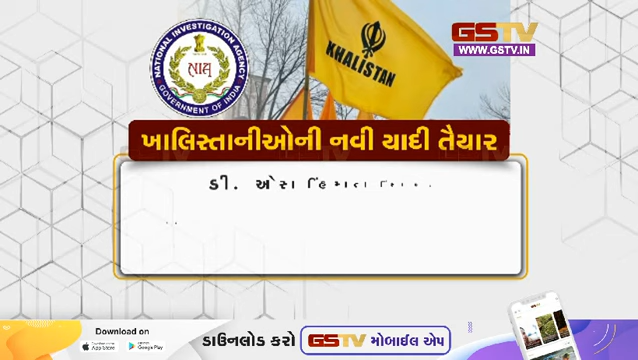 GSTV
WWW.GSTV.IN
NATIONAL INVESTIGATION AGENCY
GOVERNMENT OF INDIA
KHALISTAN
ખાલિસ્તાનીઓની નવી યાદી તૈયાર
ડી.
Download on
App Store
Google Play
ડાઉનલોડ કરો GSTV મોબાઈલ એપ